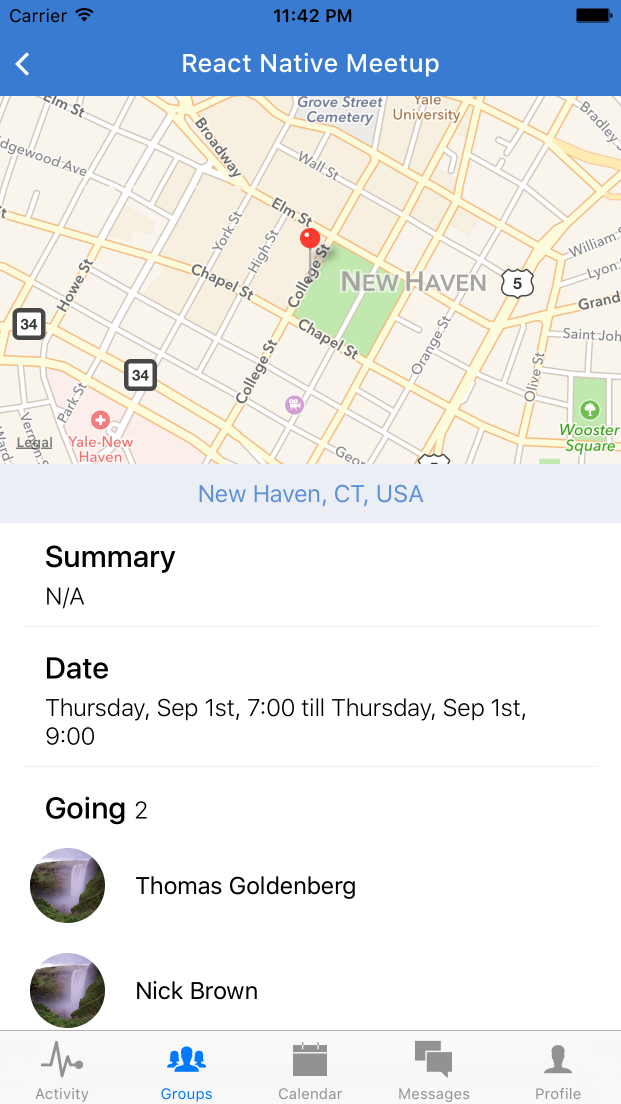 Carrier 11:42 PM
React Native Meetup
Elm St
Grove Street
Cemetery
Yale
University
Bradley
dgewood Ave
Broadway
Wall St
Elm St
York St
High St
College St
NEW HAVEN
5
William
Lyon
Grand
Howe St
Chapel St
34
Chapel St
Orange St
Saint Joh
34
College St
Olive St
Park St
Legal
Yale-New
Haven
Wooster
Square
New Haven, CT, USA
Summary
N/A
Date
Thursday, Sep 1st, 7:00 till Thursday, Sep 1st,
9:00
Going 2
Thomas Goldenberg
Nick Brown
Activity Groups Calendar Messages Profile